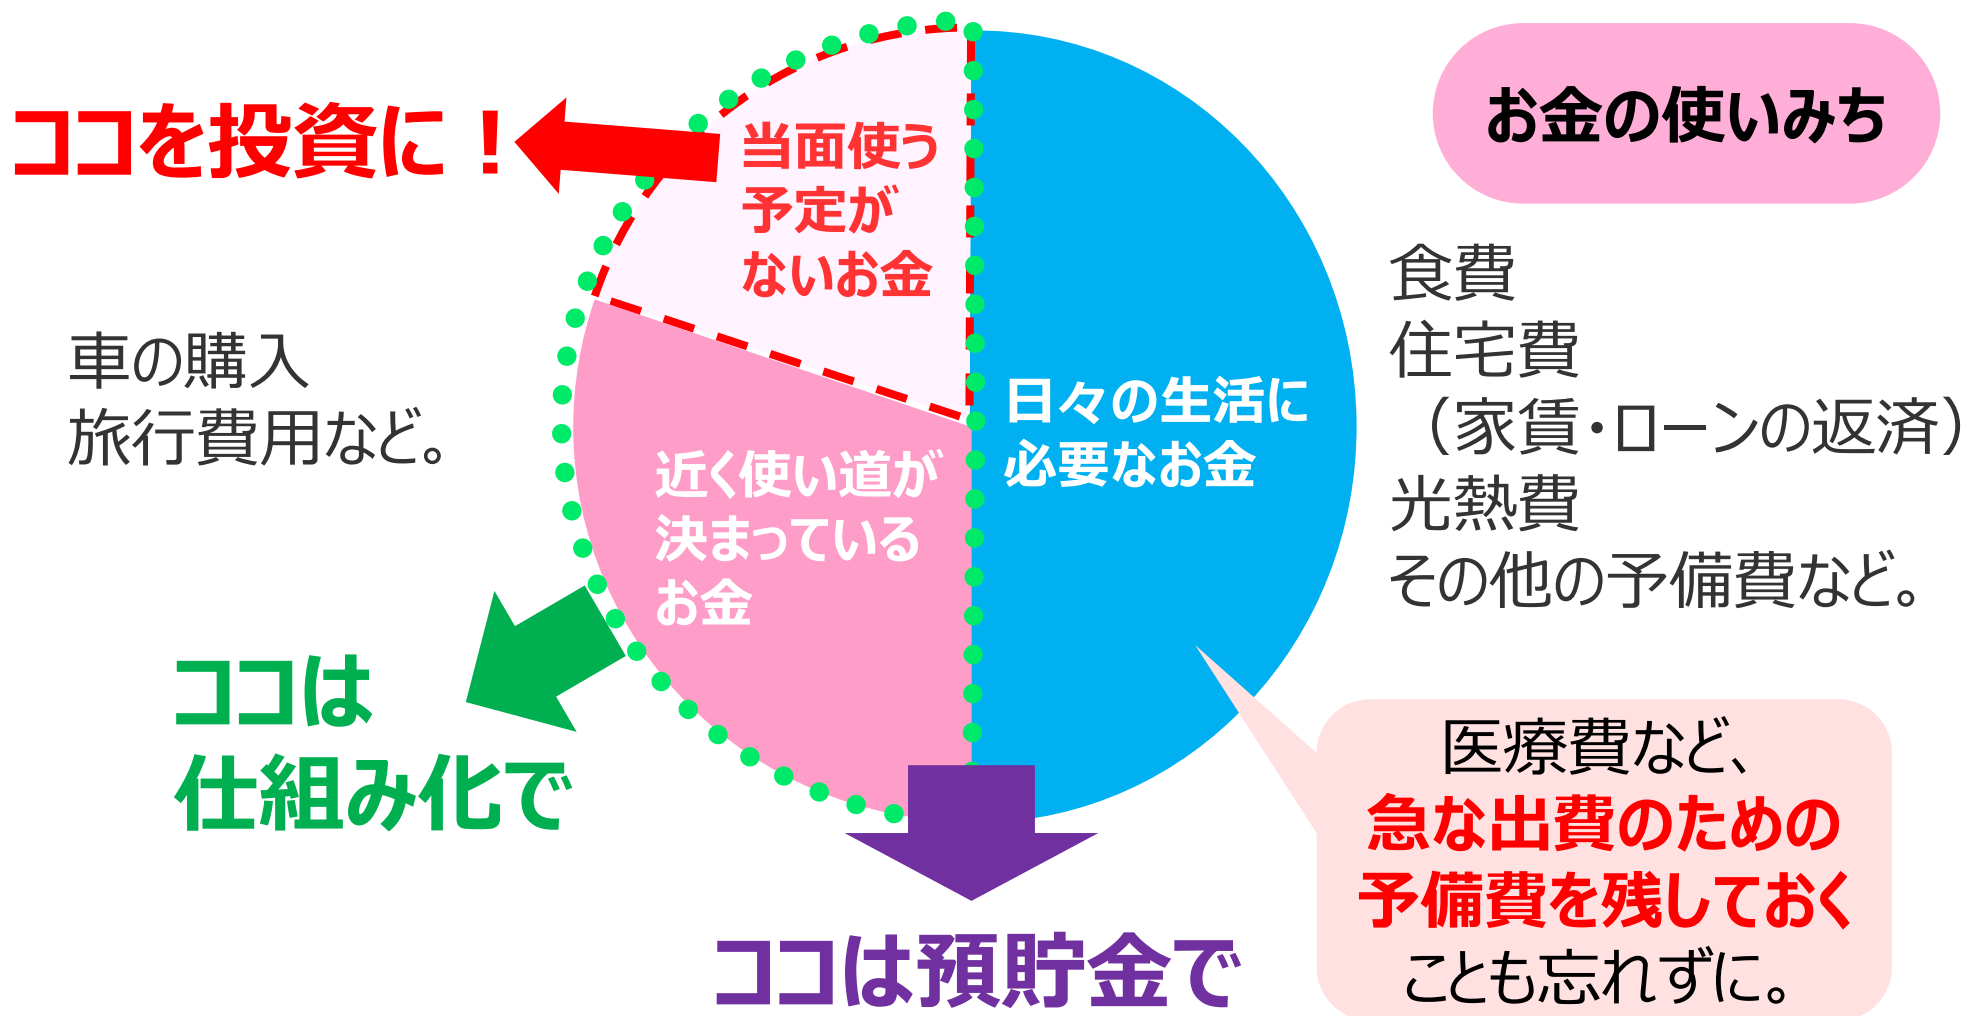 お金の使いみち
ココを投資に！
当面使う
予定が
ないお金
車の購入
旅行費用など。
近く使い道が
決まっている
お金
日々の生活に
必要なお金
食費
住宅費
（家賃・ローンの返済）
光熱費
その他の予備費など。
ココは
仕組み化で
ココは預貯金で
医療費など、
急な出費のための
予備費を残しておく
ことも忘れずに。